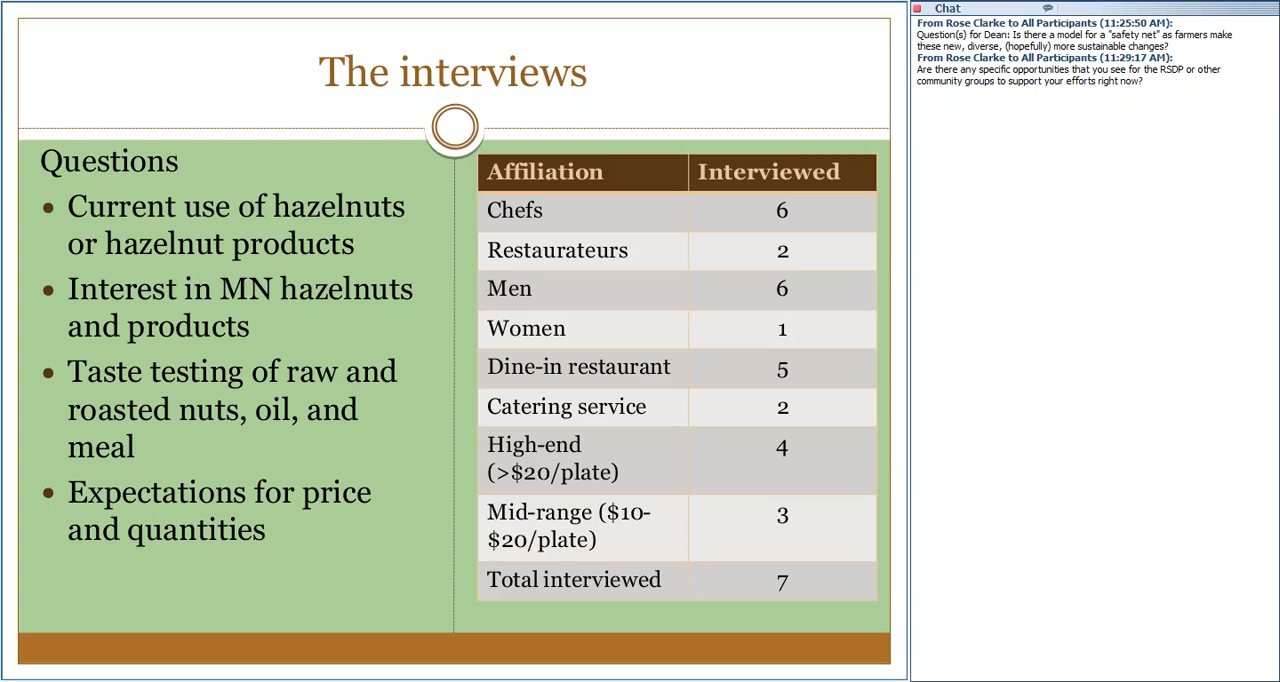 The interviews
Questions
• Current use of hazelnuts
or hazelnut products
• Interest in MN hazelnuts
and products
• Taste testing of raw and
roasted nuts, oil, and
meal
• Expectations for price
and quantities
Affiliation Interviewed
Chefs 6
Restaurateurs 2
Men 6
Women 1
Dine-in restaurant 5
Catering service 2
High-end
(>$20/plate) 4
Mid-range ($10-
$20/plate) 3
Total interviewed 7
Chat
From Rose Clarke to All Participants (11:25:50 AM):
Question(s) for Dean: Is there a model for a "safety net" as farmers make
these new, diverse, (hopefully) more sustainable changes?
From Rose Clarke to All Participants (11:29:17 AM):
Are there any specific opportunities that you see for the RSDP or other
community groups to support your efforts right now?